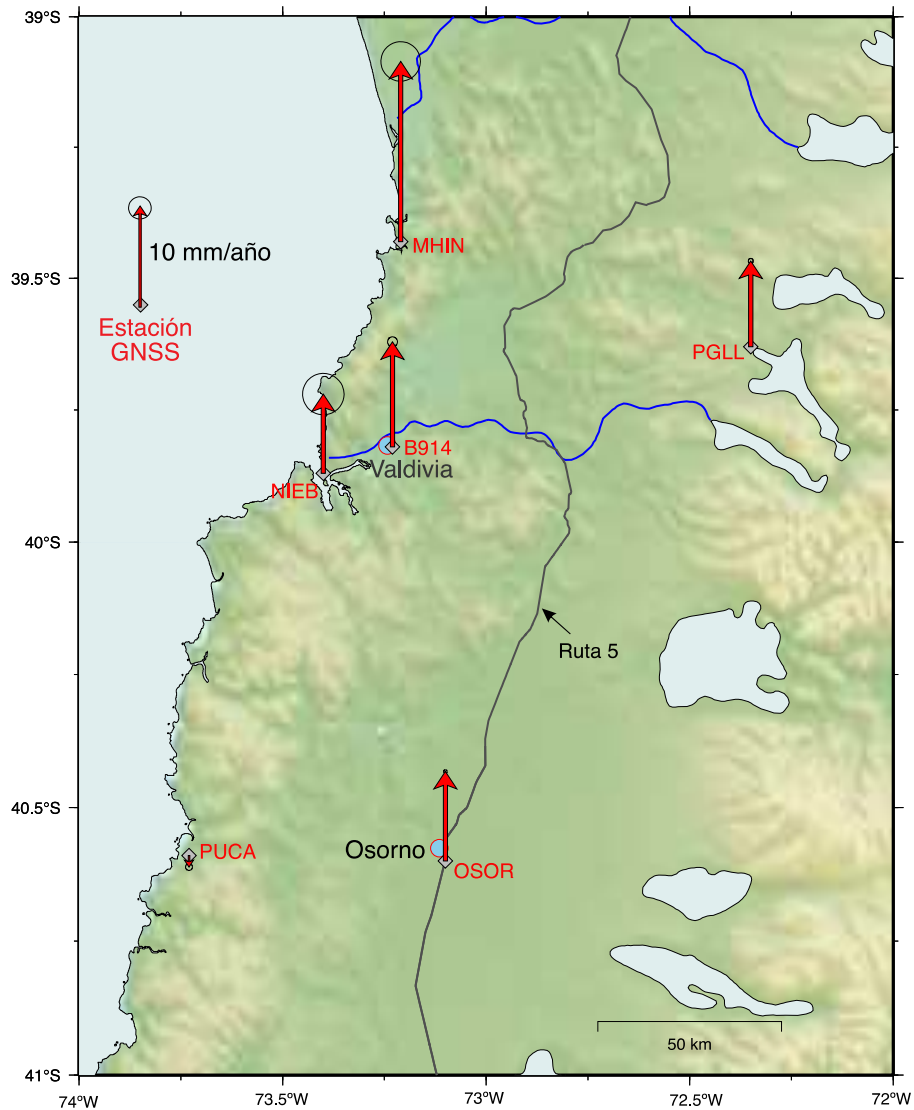 39°S
MHIN
10 mm/año
39.5°S
Estación
GNSS
PGLL
B914
Valdivia
NIEB
40°S
Ruta 5
40.5°S
PUCA
Osorno
OSOR
50 km
41°S
74°W
73.5°W
73°W
72.5°W
72°W